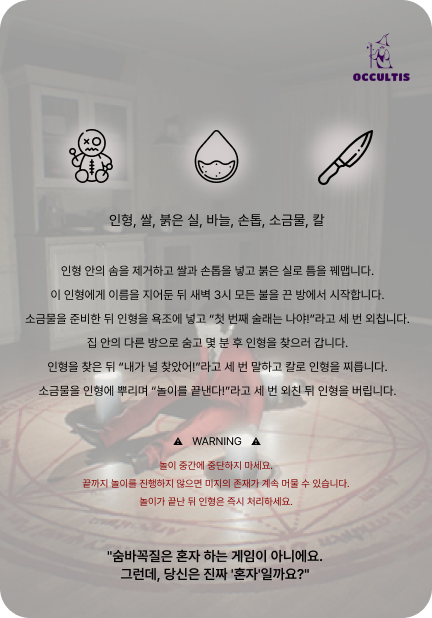 OCCULTIS
인형, 쌀, 붉은 실, 바늘, 손톱, 소금물, 칼
인형 안의 솜을 제거하고 쌀과 손톱을 넣고 붉은 실로 틈을 꿰맵니다.
이 인형에게 이름을 지어둔 뒤 새벽 3시 모든 불을 끈 방에서 시작합니다.
소금물을 준비한 뒤 인형을 욕조에 넣고 “첫 번째 술래는 나야!”라고 세 번 외칩니다.
집 안의 다른 방으로 숨고 몇 분 후 인형을 찾으러 갑니다.
인형을 찾은 뒤 “내가 널 찾았어!”라고 세 번 말하고 칼로 인형을 찌릅니다.
소금물을 인형에 뿌리며 “놀이를 끝낸다!”라고 세 번 외친 뒤 인형을 버립니다.
⚠ WARNING ⚠
놀이 중간에 중단하지 마세요.
끝까지 놀이를 진행하지 않으면 미지의 존재가 계속 머물 수 있습니다.
놀이가 끝난 뒤 인형은 즉시 처리하세요.
"숨바꼭질은 혼자 하는 게임이 아니에요.
그런데, 당신은 진짜 '혼자'일까요?"